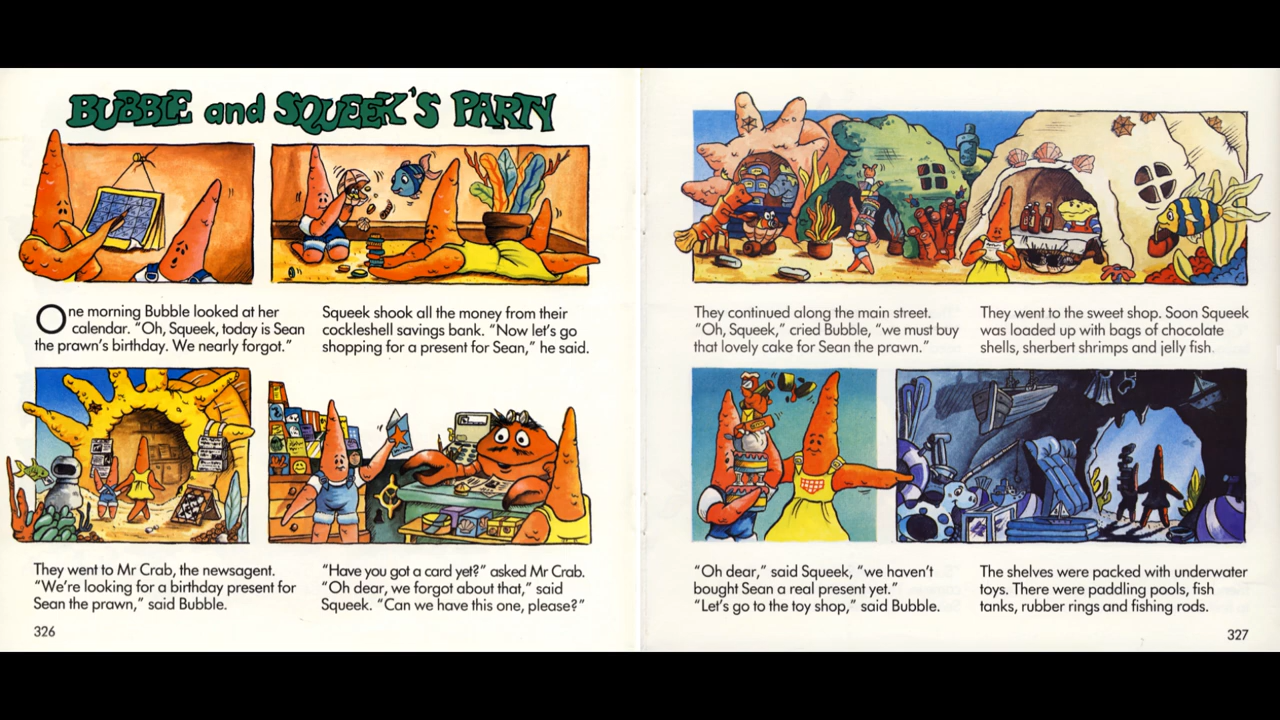 BUBBLE and SQUEEK'S PARTY
One morning Bubble looked at her
calendar. “Oh, Squeek, today is Sean
the prawn’s birthday. We nearly forgot.”
Squeek shook all the money from their
cockleshell savings bank. “Now let’s go
shopping for a present for Sean,” he said.
They went to Mr Crab, the newsagent.
“We’re looking for a birthday present for
Sean the prawn,” said Bubble.
“Have you got a card yet?” asked Mr Crab.
“Oh dear, we forgot about that,” said
Squeek. “Can we have this one, please?”
326
They continued along the main street.
“Oh, Squeek,” cried Bubble, “we must buy
that lovely cake for Sean the prawn.”
They went to the sweet shop. Soon Squeek
was loaded up with bags of chocolate
shells, sherbert shrimps and jelly fish.
“Oh dear,” said Squeek, “we haven’t
bought Sean a real present yet.”
“Let’s go to the toy shop,” said Bubble.
The shelves were packed with underwater
toys. There were paddling pools, fish
tanks, rubber rings and fishing rods.
327